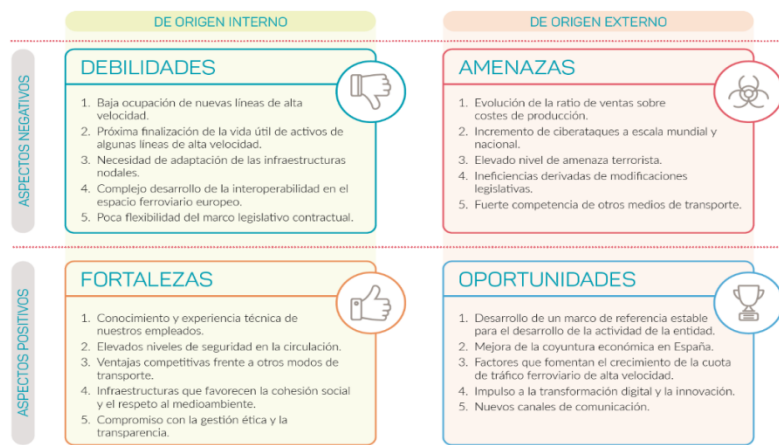 DE ORIGEN INTERNO
DE ORIGEN EXTERNO
ASPECTOS NEGATIVOS
DEBILIDADES
1. Baja ocupación de nuevas líneas de alta
velocidad.
2. Próxima finalización de la vida útil de activos de
algunas líneas de alta velocidad.
3. Necesidad de adaptación de las infraestructuras
nodales.
4. Complejo desarrollo de la interoperabilidad en el
espacio ferroviario europeo.
5. Poca flexibilidad del marco legislativo contractual.
AMENAZAS
1. Evolución de la ratio de ventas sobre
costes de producción.
2. Incremento de ciberataques a escala mundial y
nacional.
3. Elevado nivel de amenaza terrorista.
4. Ineficiencias derivadas de modificaciones
legislativas.
5. Fuerte competencia de otros medios de transporte.
ASPECTOS POSITIVOS
FORTALEZAS
1. Conocimiento y experiencia técnica de
nuestros empleados.
2. Elevados niveles de seguridad en la circulación.
3. Ventajas competitivas frente a otros modos de
transporte.
4. Infraestructuras que favorecen la cohesión social
y el respeto al medioambiente.
5. Compromiso con la gestión ética y la
transparencia.
OPORTUNIDADES
1. Desarrollo de un marco de referencia estable
para el desarrollo de la actividad de la entidad.
2. Mejora de la coyuntura económica en España.
3. Factores que fomentan el crecimiento de la cuota
de tráfico ferroviario de alta velocidad.
4. Impulso a la transformación digital y la innovación.
5. Nuevos canales de comunicación.